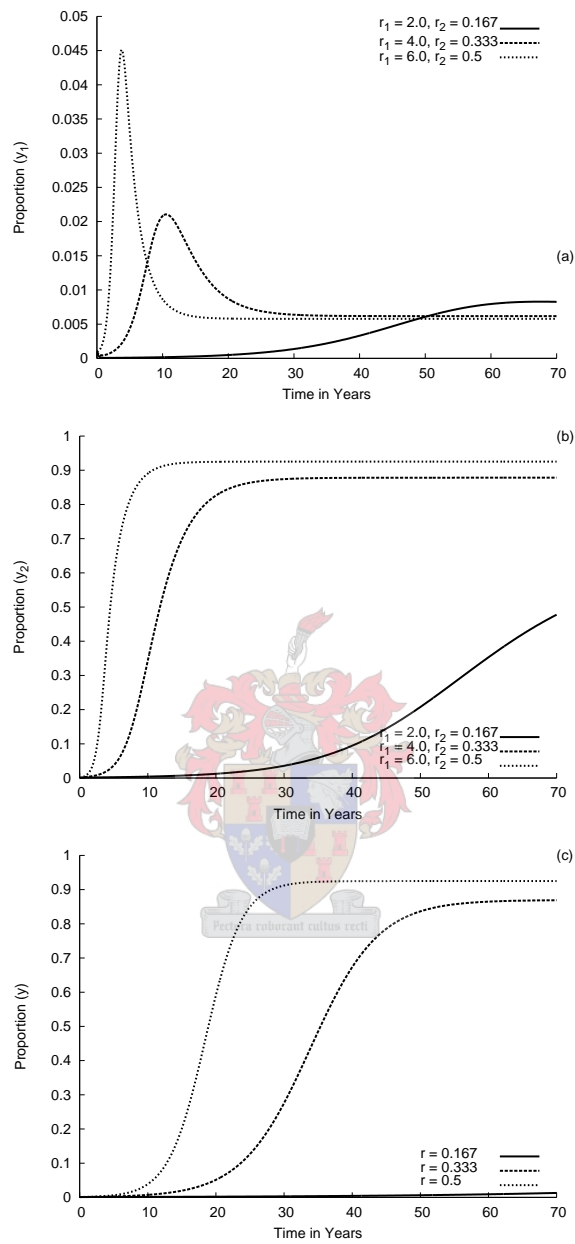 0.05
0.045
0.04
0.035
0.03
0.025
0.02
0.015
0.01
0.005
0
Proportion (y1)
r1 = 2.0, r2 = 0.167
r1 = 4.0, r2 = 0.333
r1 = 6.0, r2 = 0.5
(a)
0 10 20 30 40 50 60 70
Time in Years
1
0.9
0.8
0.7
0.6
0.5
0.4
0.3
0.2
0.1
0
Proportion (y2)
(b)
r1 = 2.0, r2 = 0.167
r1 = 4.0, r2 = 0.333
r1 = 6.0, r2 = 0.5
0 10 20 30 40 50 60 70
Time in Years
1
0.9
0.8
0.7
0.6
0.5
0.4
0.3
0.2
0.1
0
Proportion (y)
(c)
Pectora roborant cultus recti
r = 0.167
r = 0.333
r = 0.5
0 10 20 30 40 50 60 70
Time in Years